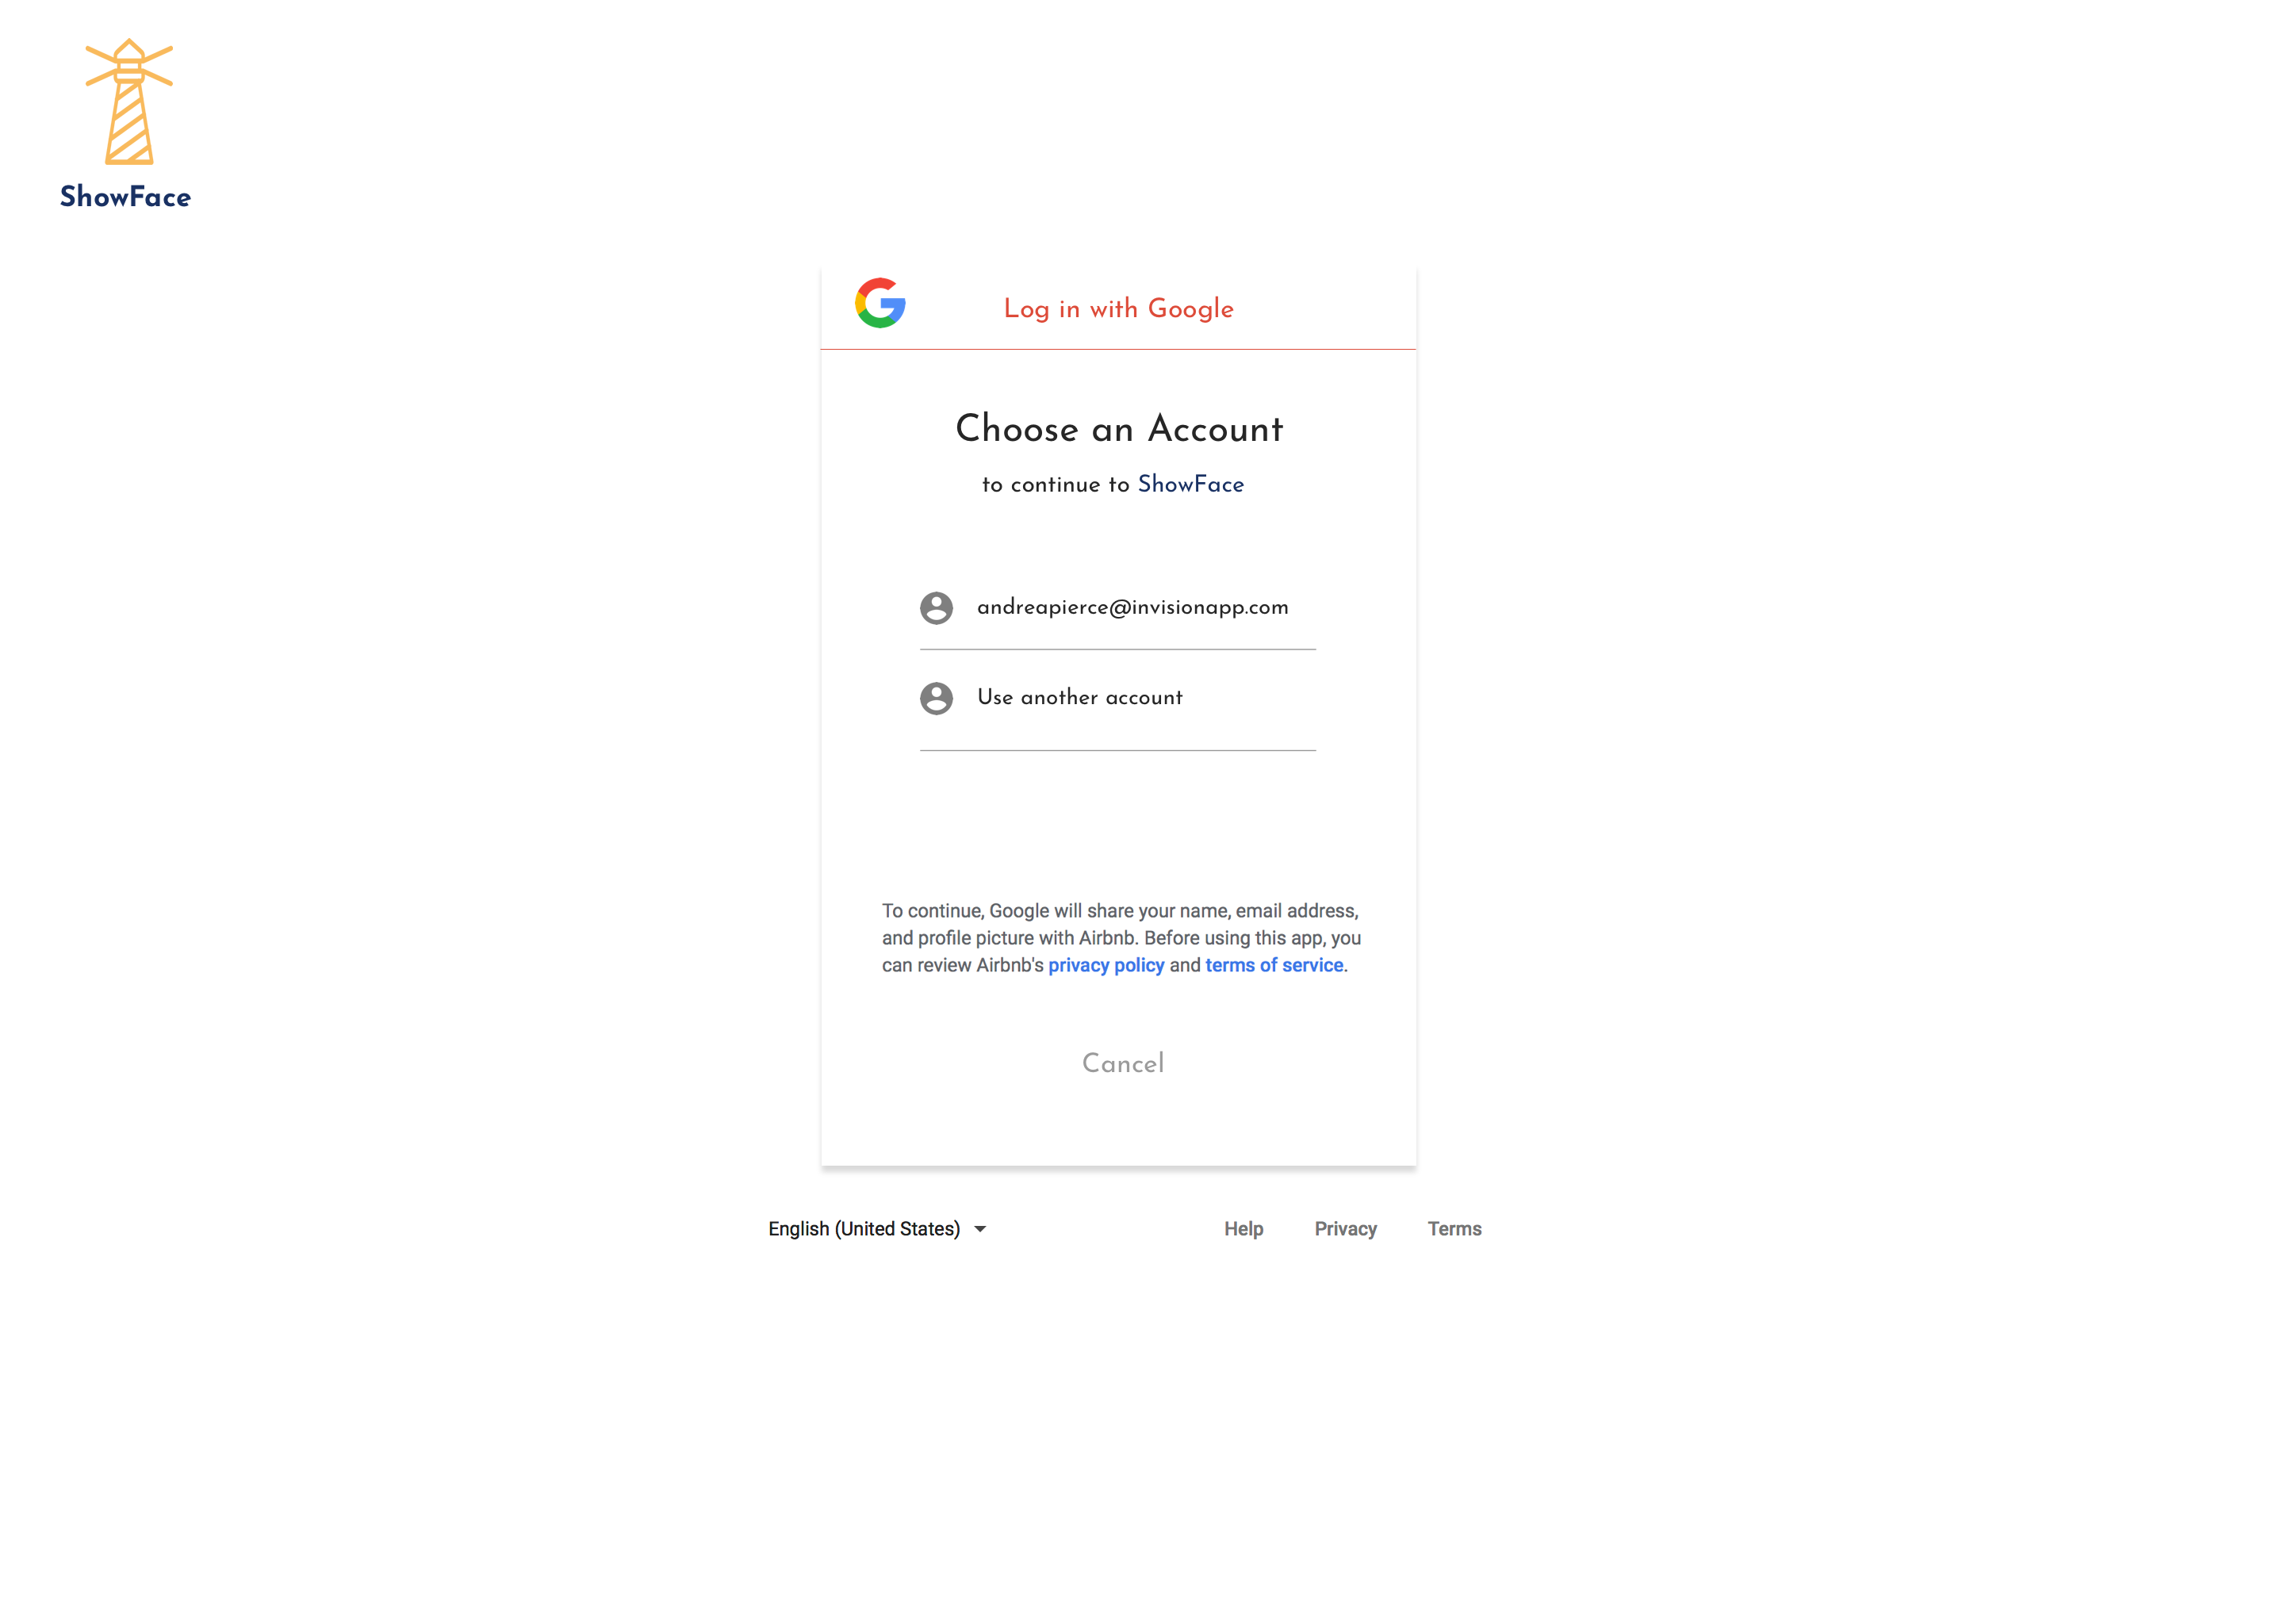 ShowFace
Log in with Google
Choose an Account
to continue to ShowFace
andreapierce@invisionapp.com
Use another account
To continue, Google will share your name, email address,
and profile picture with Airbnb. Before using this app, you
can review Airbnb's privacy policy and terms of service.
Cancel
English (United States) Help Privacy Terms